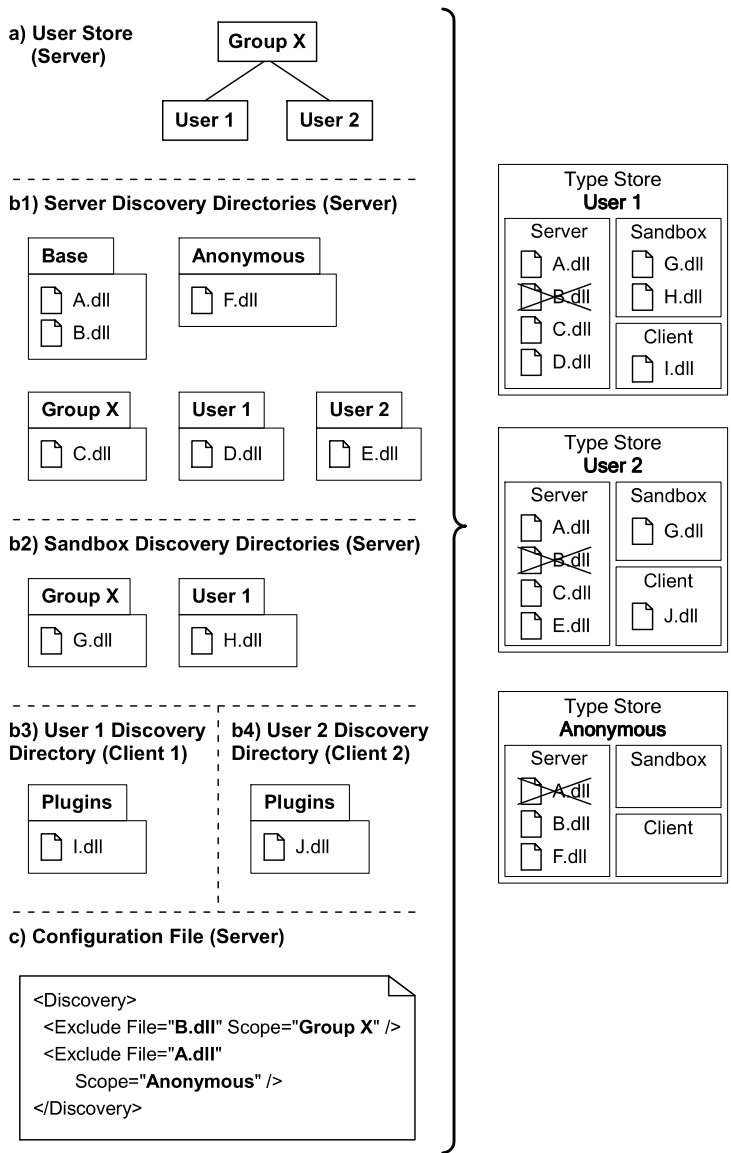 a) User Store
(Server)
Group X
User 1
User 2
b1) Server Discovery Directories (Server)
Base
A.dll
B.dll
Anonymous
F.dll
Group X
C.dll
User 1
D.dll
User 2
E.dll
b2) Sandbox Discovery Directories (Server)
Group X
G.dll
User 1
H.dll
b3) User 1 Discovery
Directory (Client 1)
Plugins
I.dll
b4) User 2 Discovery
Directory (Client 2)
Plugins
J.dll
c) Configuration File (Server)
<Discovery>
<Exclude File="B.dll" Scope="Group X" />
<Exclude File="A.dll"
Scope="Anonymous" />
</Discovery>
Type Store
User 1
Server
A.dll
B.dll
C.dll
D.dll
Sandbox
G.dll
H.dll
Client
I.dll
Type Store
User 2
Server
A.dll
B.dll
C.dll
E.dll
Sandbox
G.dll
Client
J.dll
Type Store
Anonymous
Server
A.dll
B.dll
F.dll
Sandbox
Client